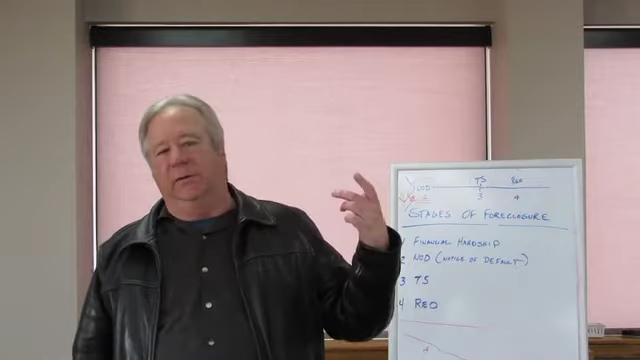 NOD TS REO
3 4
STAGES OF FORECLOSURE
FINANCIAL HARDSHIP
2 NOD (NOTICE OF DEFAULT)
3 TS
4 REO